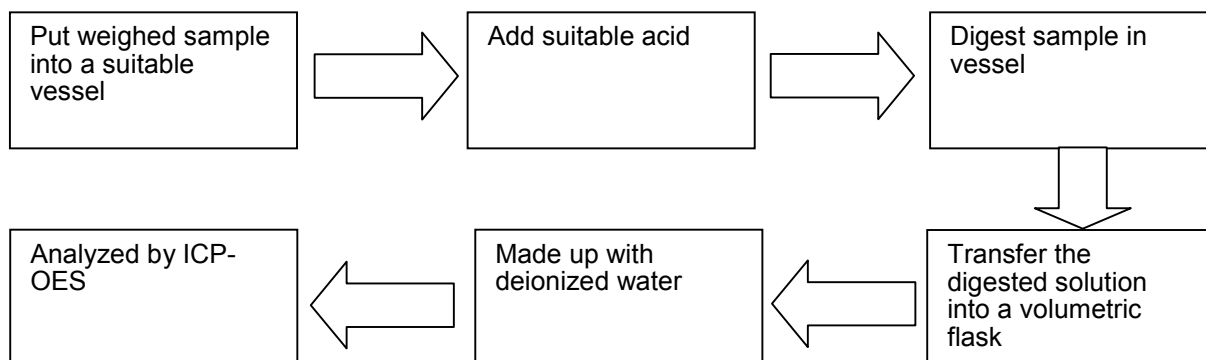 Put weighed sample
into a suitable
vessel
Add suitable acid
Digest sample in
vessel
Transfer the
digested solution
into a volumetric
flask
Made up with
deionized water
Analyzed by ICP-
OES